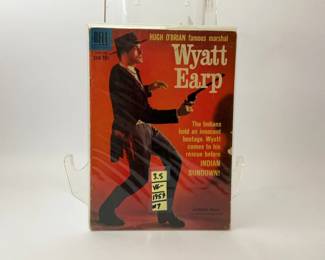 DELL
HUGH O'BRIAN famous marshal
Wyatt
Earp
The Indians
hold an innocent
hostage. Wyatt
comes to his
rescue before
INDIAN
SUNDOWN!
3.5
VG-
1959
#7